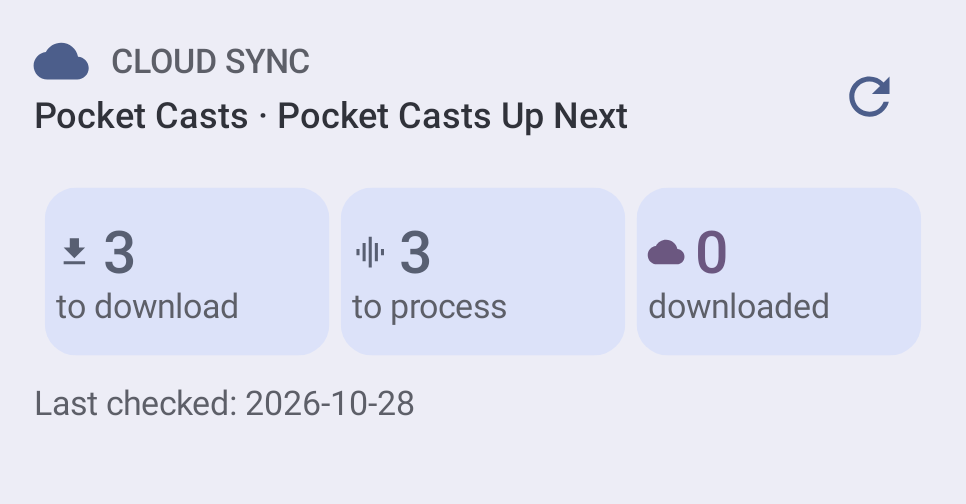 CLOUD SYNC
Pocket Casts · Pocket Casts Up Next
3
to download
3
to process
0
downloaded
Last checked: 2026-10-28